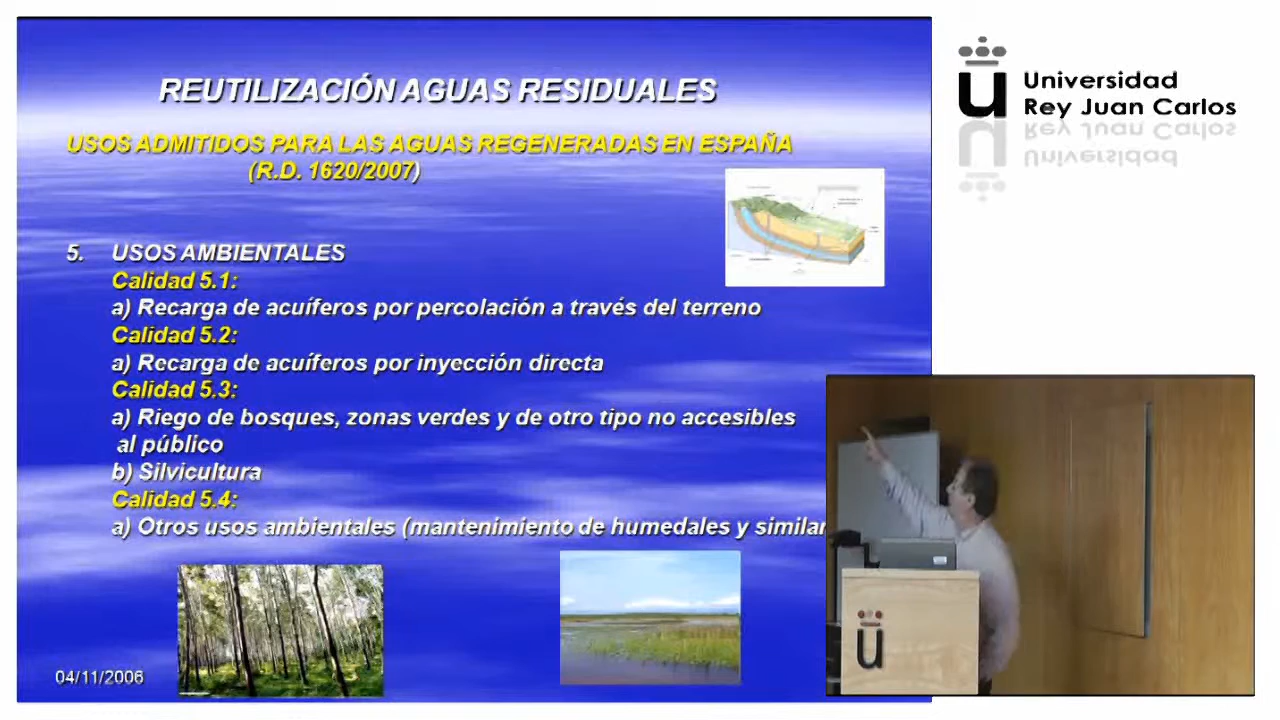 REUTILIZACIÓN AGUAS RESIDUALES
USOS ADMITIDOS PARA LAS AGUAS REGENERADAS EN ESPAÑA
(R.D. 1620/2007)
5. USOS AMBIENTALES
Calidad 5.1:
a) Recarga de acuíferos por percolación a través del terreno
Calidad 5.2:
a) Recarga de acuíferos por inyección directa
Calidad 5.3:
a) Riego de bosques, zonas verdes y de otro tipo no accesibles
al público
b) Silvicultura
Calidad 5.4:
a) Otros usos ambientales (mantenimiento de humedales y similar
04/11/2006
ü
Universidad
Rey Juan Carlos
ü